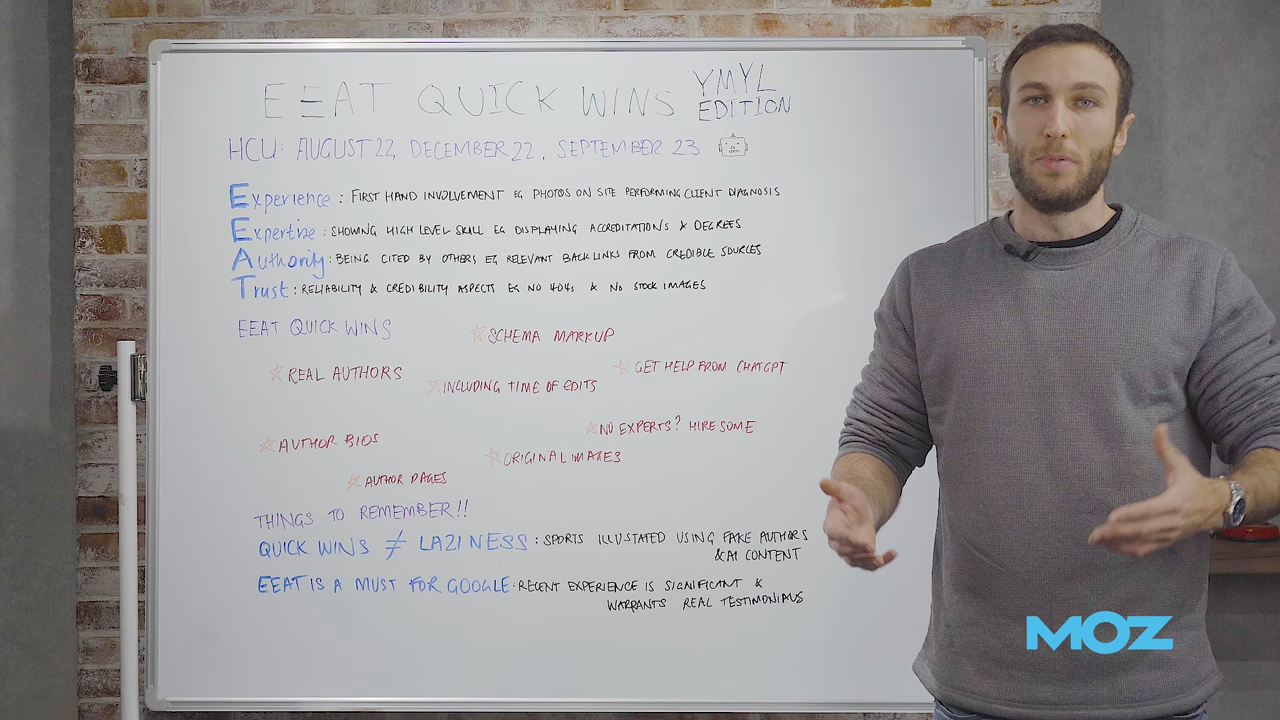 EEAT QUICK WINS YMYL EDITION
HCU: AUGUST 22, DECEMBER 22, SEPTEMBER 23
Experience: FIRST HAND INVOLVEMENT EG PHOTOS ON SITE PERFORMING CLIENT DIAGNOSIS
Expertise: SHOWING HIGH LEVEL SKILL EG DISPLAYING ACCREDITATIONS & DEGREES
Authority: BEING CITED BY OTHERS EG RELEVANT BACKLINKS FROM CREDIBLE SOURCES
Trust: RELIABILITY & CREDIBILITY ASPECTS EG NO 404s & NO STOCK IMAGES
EEAT QUICK WINS
SCHEMA MARKUP
REAL AUTHORS
INCLUDING TIME OF EDITS
GET HELP FROM CHATGPT
AUTHOR BIOS
NO EXPERTS? HIRE SOME
ORIGINAL IMAGES
AUTHOR PAGES
THINGS TO REMEMBER!!
QUICK WINS ≠ LAZINESS: SPORTS ILLUSTATED USING FAKE AUTHORS
& AI CONTENT
EEAT IS A MUST FOR GOOGLE: RECENT EXPERIENCE IS SIGNIFICANT &
WARRANTS REAL TESTIMONIALS
MOZ